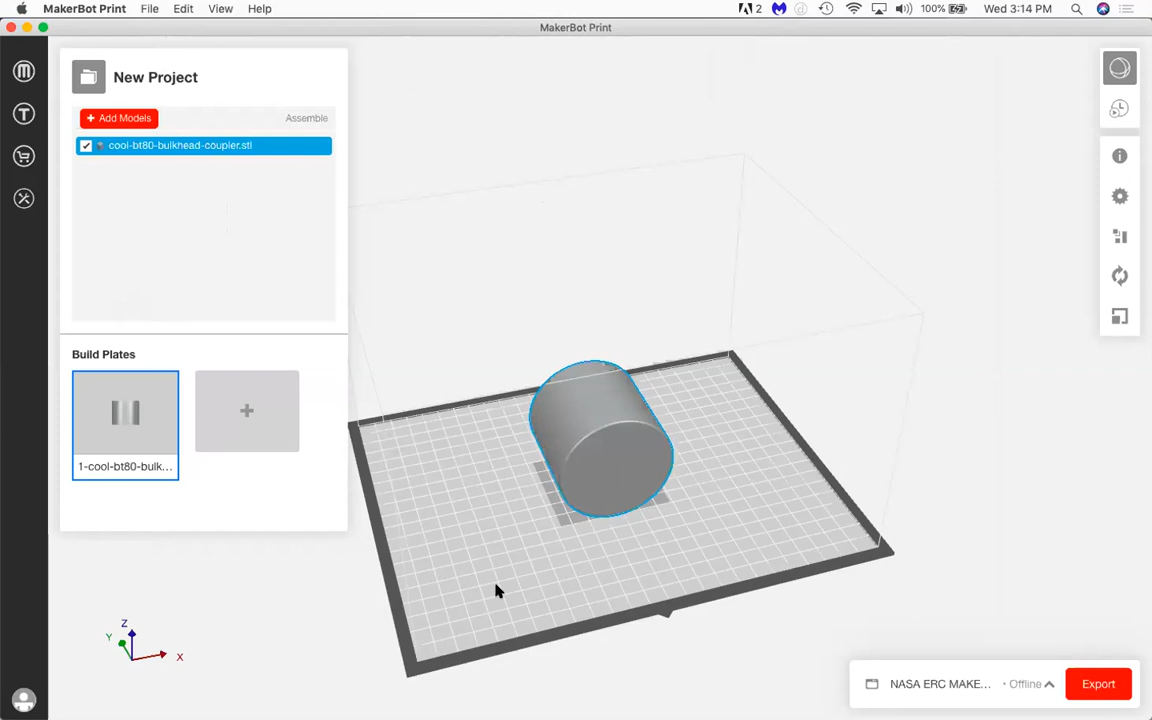 MakerBot Print File Edit View Help 2 100% Wed 3:14 PM
MakerBot Print
New Project
+ Add Models Assemble
cool-bt80-bulkhead-coupler.stl
Build Plates
1-cool-bt80-bulk...
Z
Y
X
NASA ERC MAKE... • Offline Export